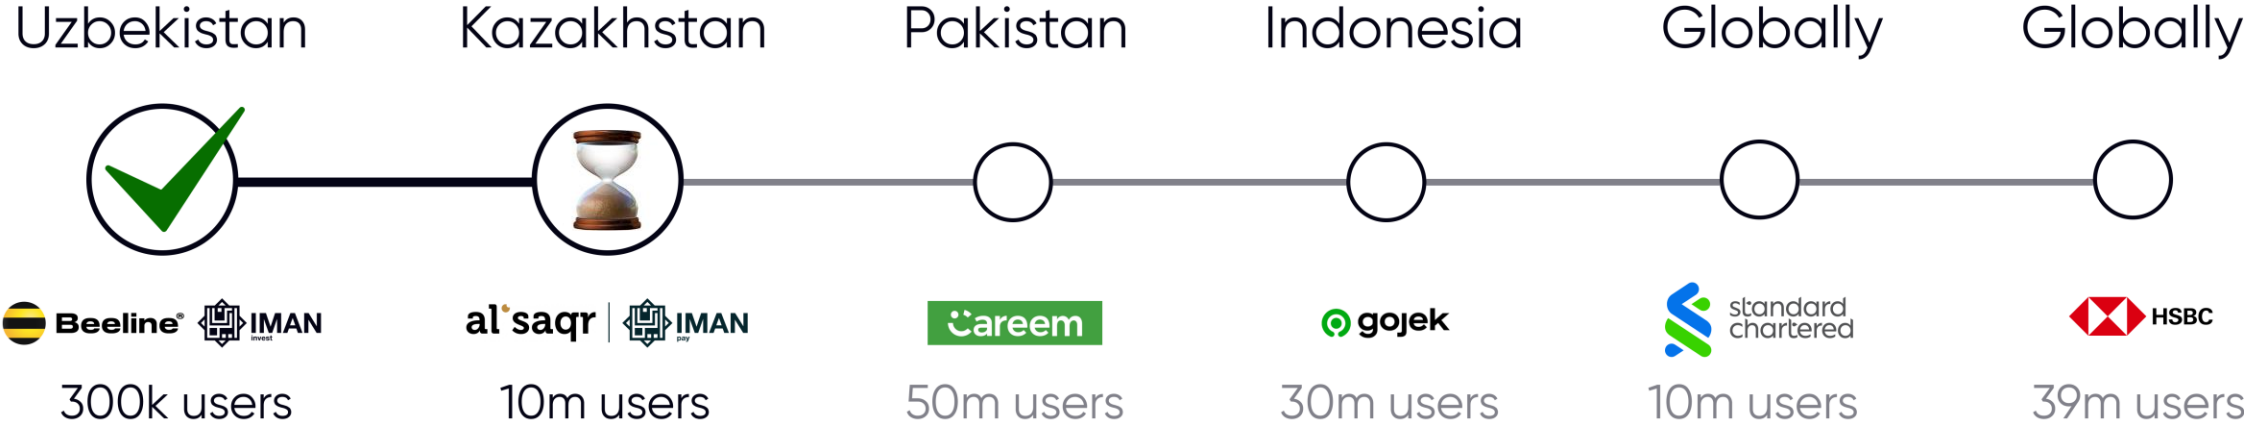 Uzbekistan Kazakhstan Pakistan Indonesia Globally Globally
Beeline® IMAN invest al saqr IMAN pay Careem gojek standard chartered HSBC
300k users 10m users 50m users 30m users 10m users 39m users